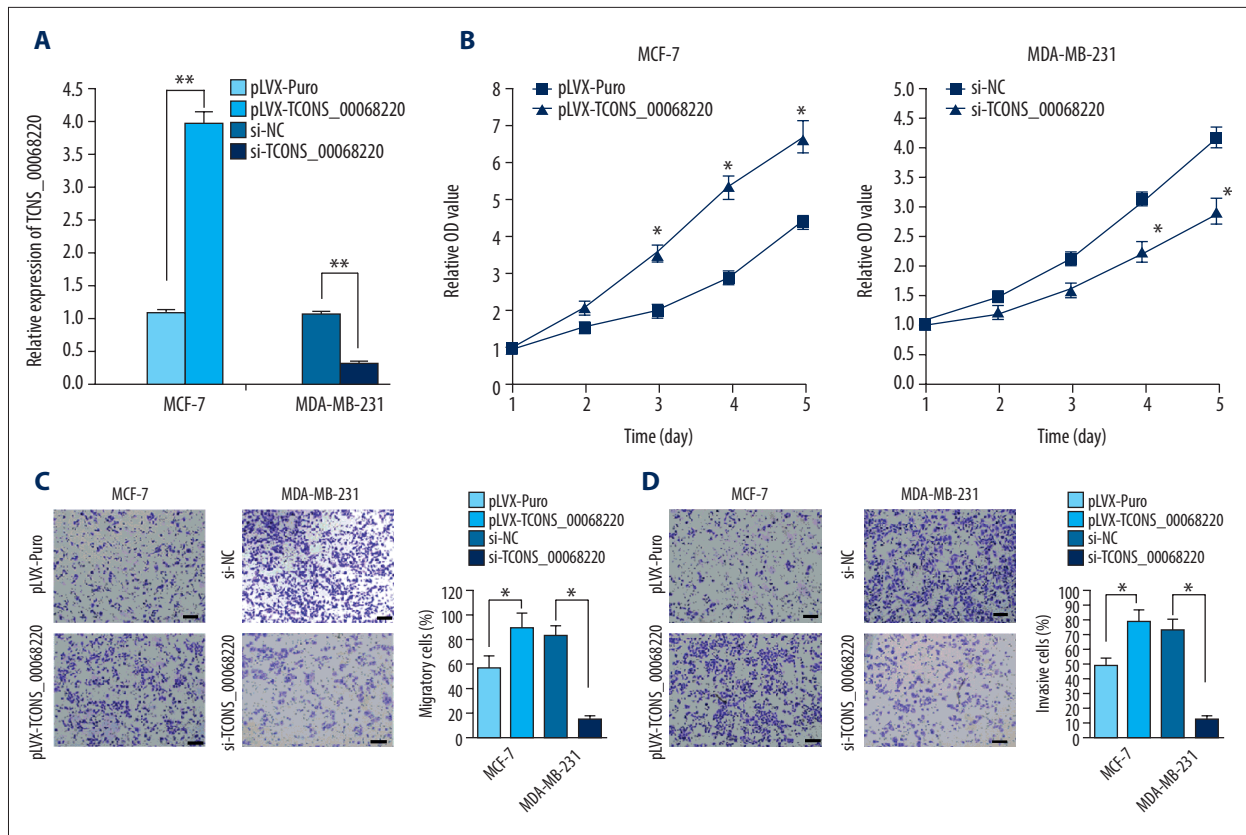 A
pLVX-Puro
pLVX-TCONS_00068220
si-NC
si-TCONS_00068220
**
**
Relative expression of TCNS_00068220
4.5
4.0
3.5
3.0
2.5
2.0
1.5
1.0
0.5
0.0
MCF-7
MDA-MB-231
B
MCF-7
pLVX-Puro
pLVX-TCONS_00068220
Relative OD value
8
7
6
5
4
3
2
1
0
*
*
*
1
2
3
4
5
Time (day)
MDA-MB-231
si-NC
si-TCONS_00068220
Relative OD value
5.0
4.5
4.0
3.5
3.0
2.5
2.0
1.5
1.0
0.5
0.0
*
*
1
2
3
4
5
Time (day)
C
MCF-7
MDA-MB-231
pLVX-Puro
si-NC
pLVX-TCONS_00068220
si-TCONS_00068220
pLVX-Puro
pLVX-TCONS_00068220
si-NC
si-TCONS_00068220
Migratory cells (%)
120
100
80
60
40
20
0
*
*
MCF-7
MDA-MB-231
D
MCF-7
MDA-MB-231
pLVX-Puro
si-NC
pLVX-TCONS_00068220
si-TCONS_00068220
pLVX-Puro
pLVX-TCONS_00068220
si-NC
si-TCONS_00068220
Invasive cells (%)
100
90
80
70
60
50
40
30
20
10
0
*
*
MCF-7
MDA-MB-231